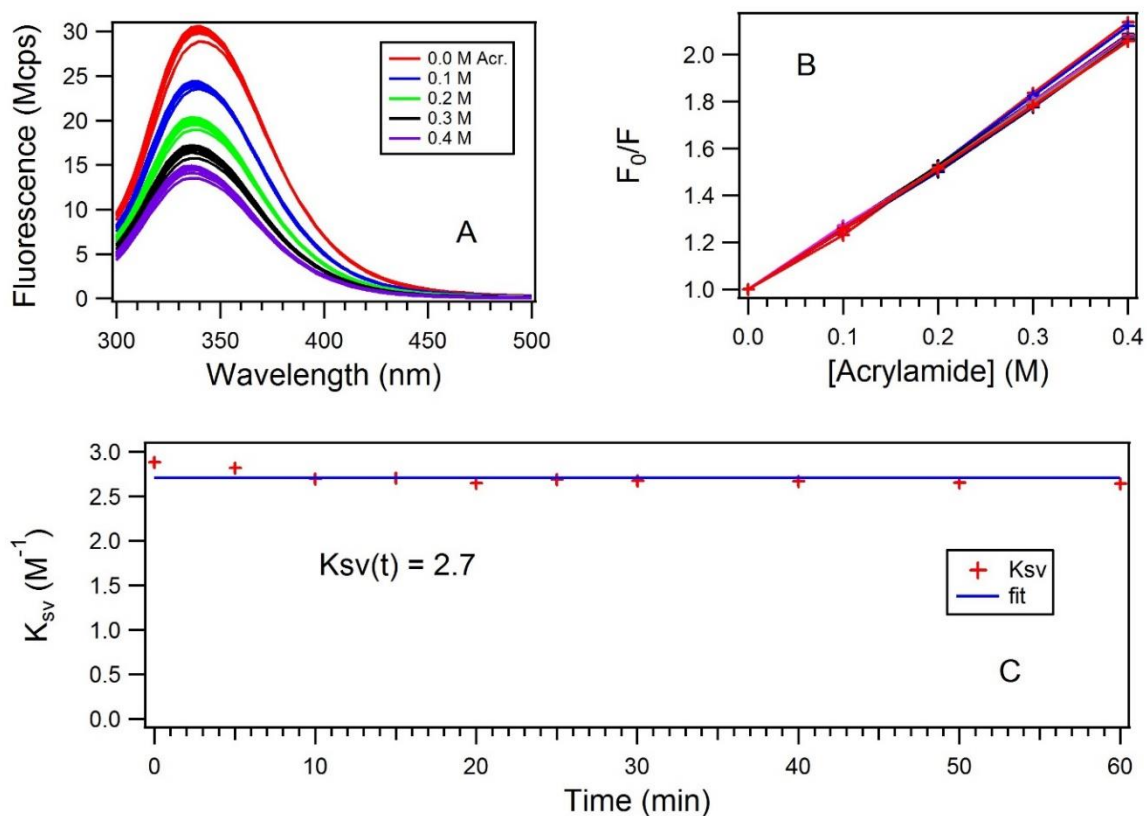 Fluorescence (Mcps)
30
25
20
15
10
5
0
300
350
400
450
500
Wavelength (nm)
0.0 M Acr.
0.1 M
0.2 M
0.3 M
0.4 M
A
F0/F
2.0
1.8
1.6
1.4
1.2
1.0
0.0
0.1
0.2
0.3
0.4
[Acrylamide] (M)
B
Ksv (M-1)
3.0
2.5
2.0
1.5
1.0
0.5
0.0
Ksv(t) = 2.7
Ksv
fit
C
0
10
20
30
40
50
60
Time (min)